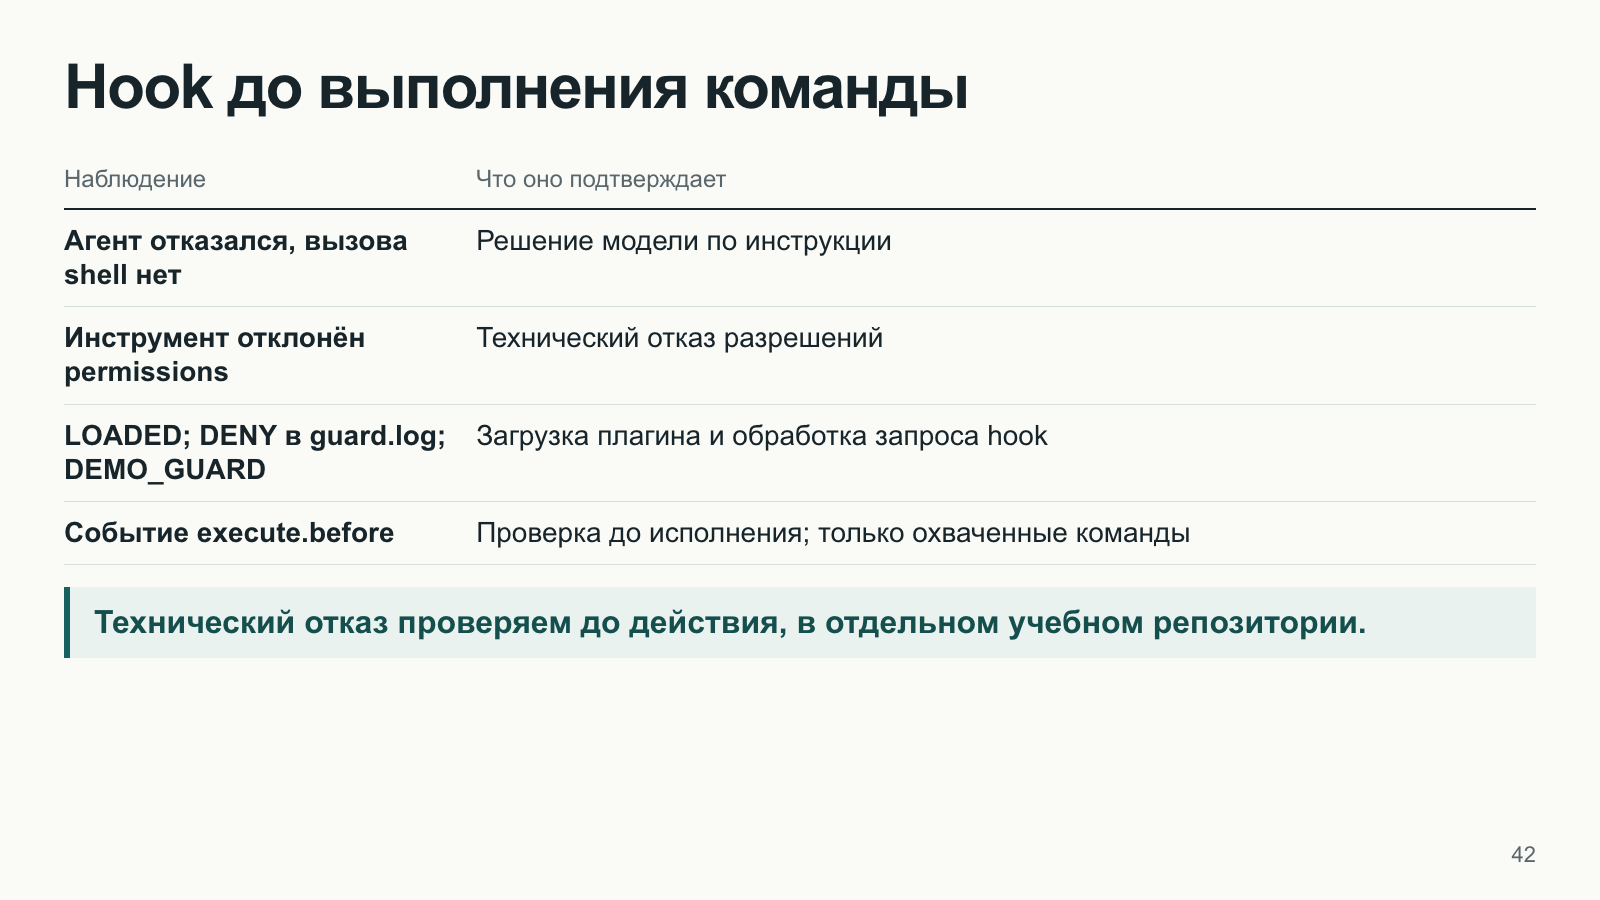 Hook до выполнения команды
Наблюдение
Что оно подтверждает
Агент отказался, вызова
shell нет
Решение модели по инструкции
Инструмент отклонён
permissions
Технический отказ разрешений
LOADED; DENY в guard.log;
DEMO_GUARD
Загрузка плагина и обработка запроса hook
Событие execute.before
Проверка до исполнения; только охваченные команды
Технический отказ проверяем до действия, в отдельном учебном репозитории.
42